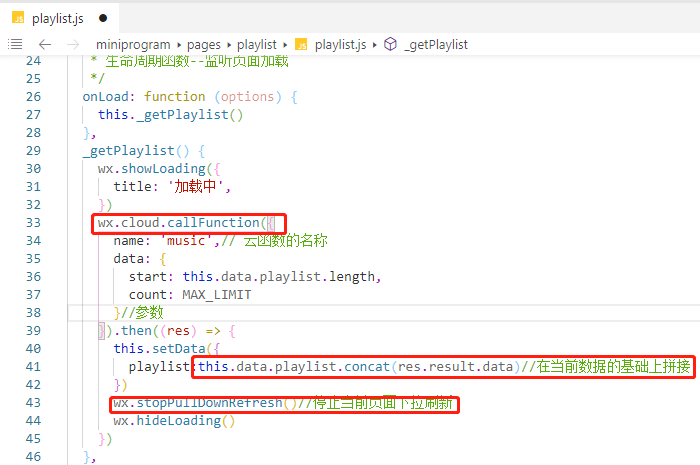 playlist.js
miniprogram › pages › playlist › JS playlist.js › _getPlaylist
24 * 生命周期函数--监听页面加载
25 */
26 onLoad: function (options) {
27 this._getPlaylist()
28 },
29 _getPlaylist() {
30 wx.showLoading({
31 title: '加载中',
32 })
33 wx.cloud.callFunction({
34 name: 'music',// 云函数的名称
35 data: {
36 start: this.data.playlist.length,
37 count: MAX_LIMIT
38 }//参数
39 }).then((res) => {
40 this.setData({
41 playlist:this.data.playlist.concat(res.result.data)//在当前数据的基础上拼接
42 })
43 wx.stopPullDownRefresh()//停止当前页面下拉刷新
44 wx.hideLoading()
45 })
46 },